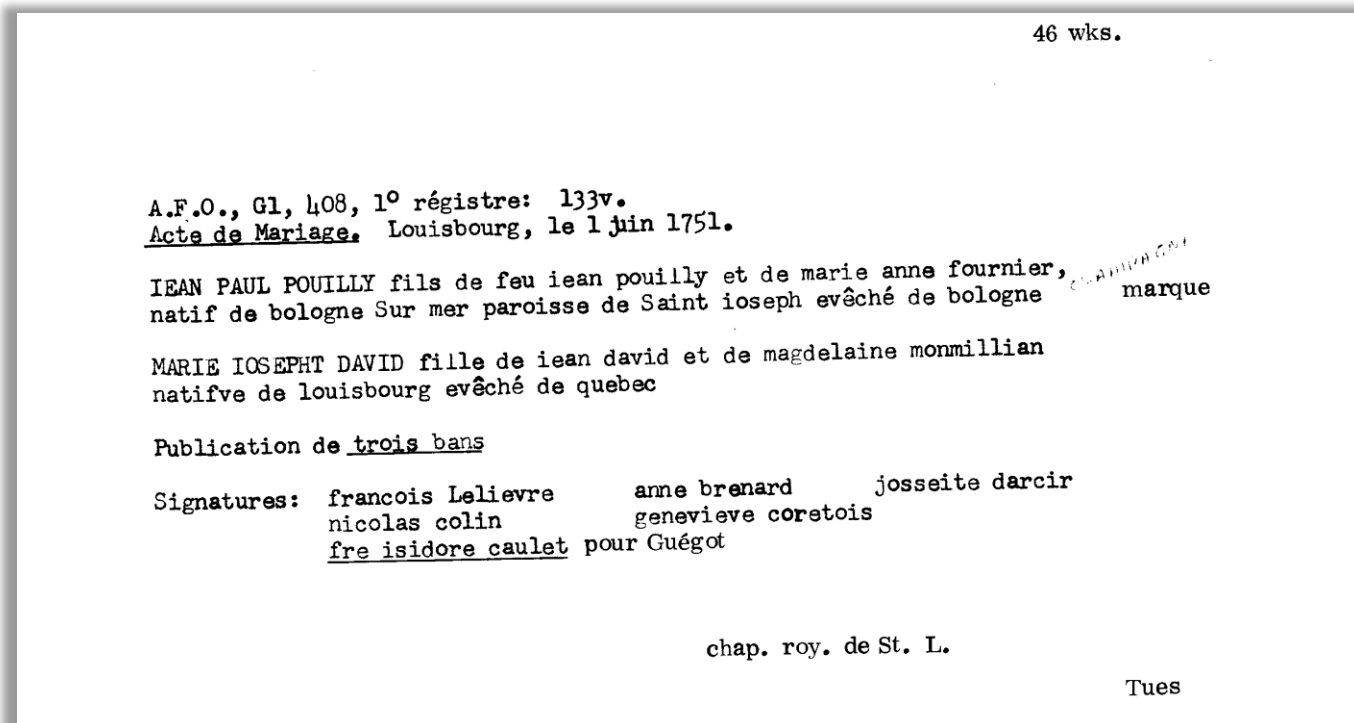 46 wks.
A.F.O., G1, 408, 1º régistre: 133v.
Acte de Mariage. Louisbourg, le 1 juin 1751.
IEAN PAUL POUILLY fils de feu iean pouilly et de marie anne fournier,
natif de bologne Sur mer paroisse de Saint ioseph evêché de bologne marque
MARIE IOSEPHT DAVID fille de iean david et de magdelaine monmillian
natifve de louisbourg evêché de quebec
Publication de trois bans
Signatures: francois Lelievre anne brenard josseite darcir
nicolas colin genevieve coretois
fre isidore caulet pour Guégot
chap. roy. de St. L.
Tues